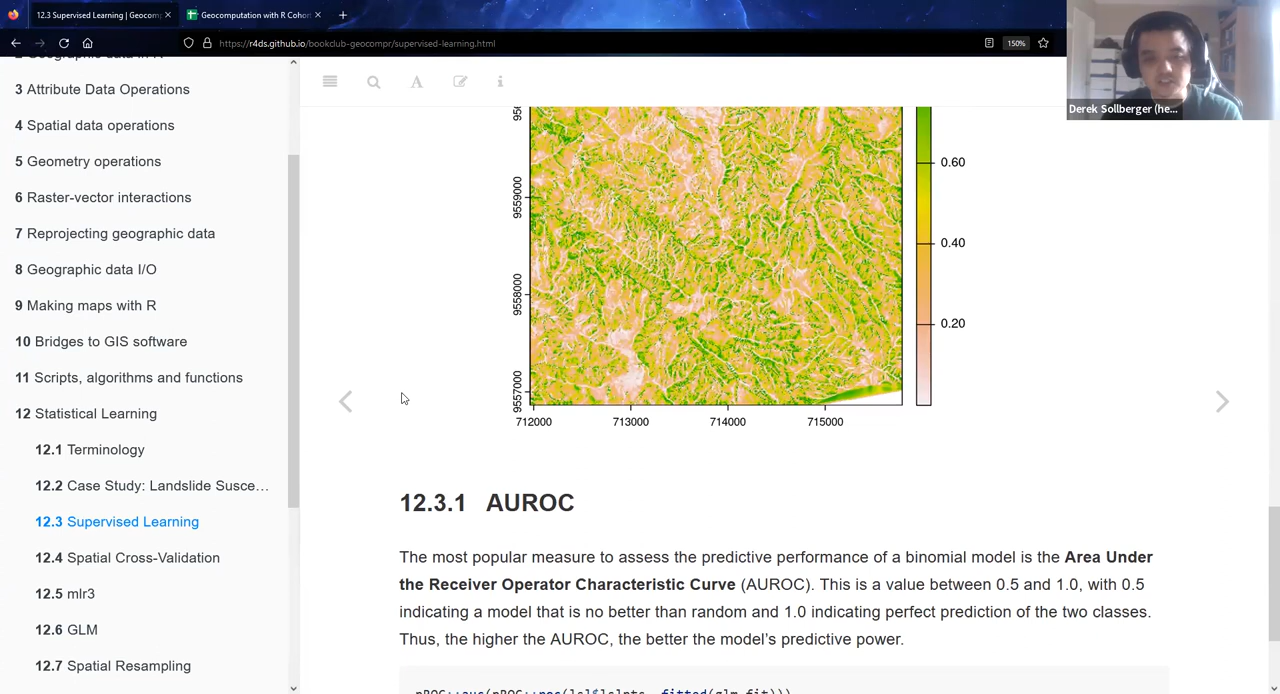 12.3 Supervised Learning | Geocom
Geocomputation with R Cohor
https://r4ds.github.io/bookclub-geocompr/supervised-learning.html
150%
Derek Sollberger (he...
3 Attribute Data Operations
4 Spatial data operations
5 Geometry operations
6 Raster-vector interactions
7 Reprojecting geographic data
8 Geographic data I/O
9 Making maps with R
10 Bridges to GIS software
11 Scripts, algorithms and functions
12 Statistical Learning
12.1 Terminology
12.2 Case Study: Landslide Susce...
12.3 Supervised Learning
12.4 Spatial Cross-Validation
12.5 mlr3
12.6 GLM
12.7 Spatial Resampling
9559000
9558000
9557000
712000 713000 714000 715000
0.60
0.40
0.20
12.3.1 AUROC
The most popular measure to assess the predictive performance of a binomial model is the Area Under
the Receiver Operator Characteristic Curve (AUROC). This is a value between 0.5 and 1.0, with 0.5
indicating a model that is no better than random and 1.0 indicating perfect prediction of the two classes.
Thus, the higher the AUROC, the better the model's predictive power.